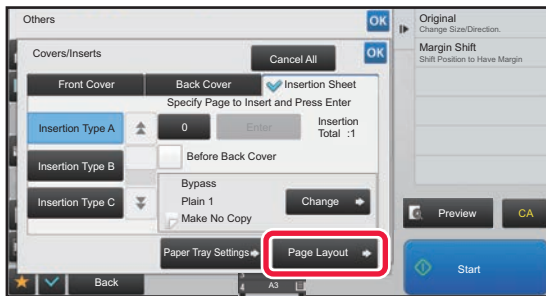 Others
OK
Covers/Inserts
Cancel All
OK
Front Cover
Back Cover
Insertion Sheet
Specify Page to Insert and Press Enter
Insertion Type A
0
Enter
Insertion
Total :1
Insertion Type B
Before Back Cover
Insertion Type C
Bypass
Plain 1
Make No Copy
Change
Paper Tray Settings
Page Layout
Back
4
A3
Original
Change Size/Direction.
Margin Shift
Shift Position to Have Margin
Preview
CA
Start